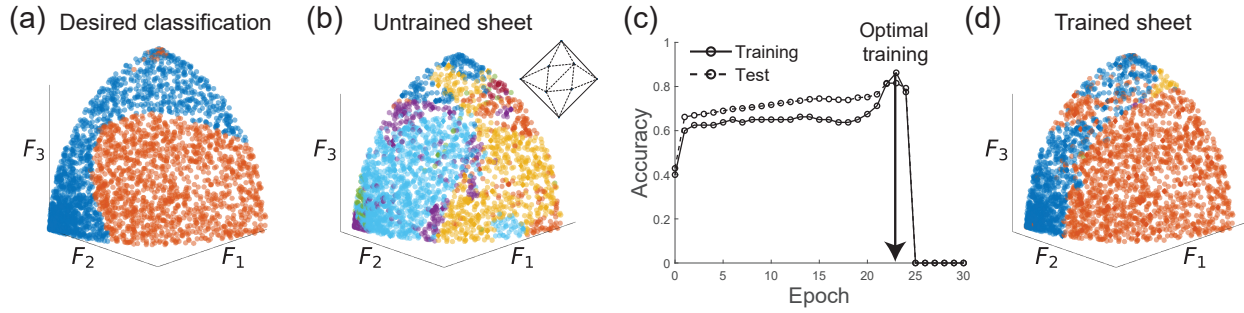 (a) Desired classification
F3
F2
F1
(b) Untrained sheet
F3
F2
F1
(c)
Optimal
training
Training
Test
Accuracy
1
0.8
0.6
0.4
0.2
0
0 5 10 15 20 25 30
Epoch
(d) Trained sheet
F3
F2
F1